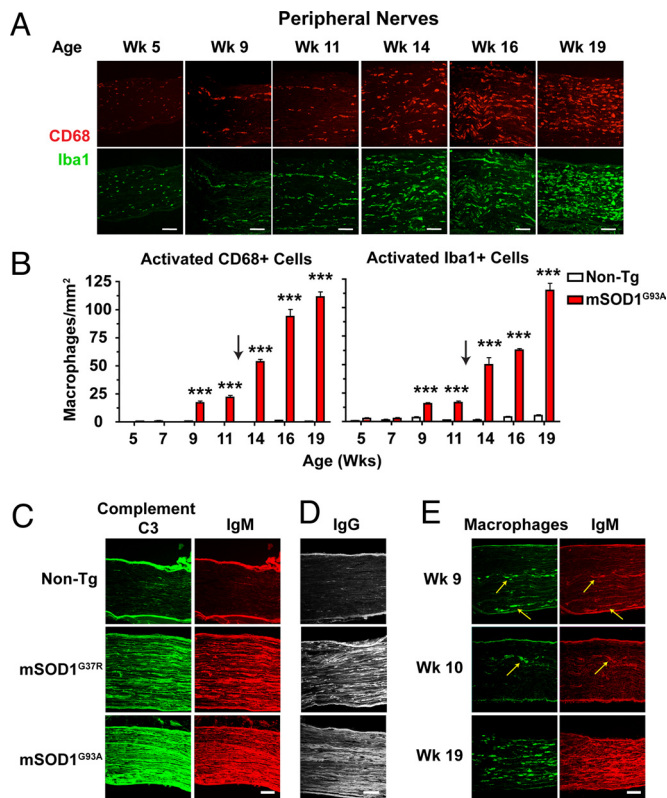 A
Peripheral Nerves
Age Wk 5 Wk 9 Wk 11 Wk 14 Wk 16 Wk 19
CD68
Iba1
B
Activated CD68+ Cells Activated Iba1+ Cells
Non-Tg
mSOD1G93A
Macrophages/mm2
125
100
75
50
25
0
*** *** *** *** ***
*** *** *** *** ***
5 7 9 11 14 16 19 5 7 9 11 14 16 19
Age (Wks)
C D E
Complement C3 IgM IgG Macrophages IgM
Non-Tg
mSOD1G37R
mSOD1G93A
Wk 9
Wk 10
Wk 19